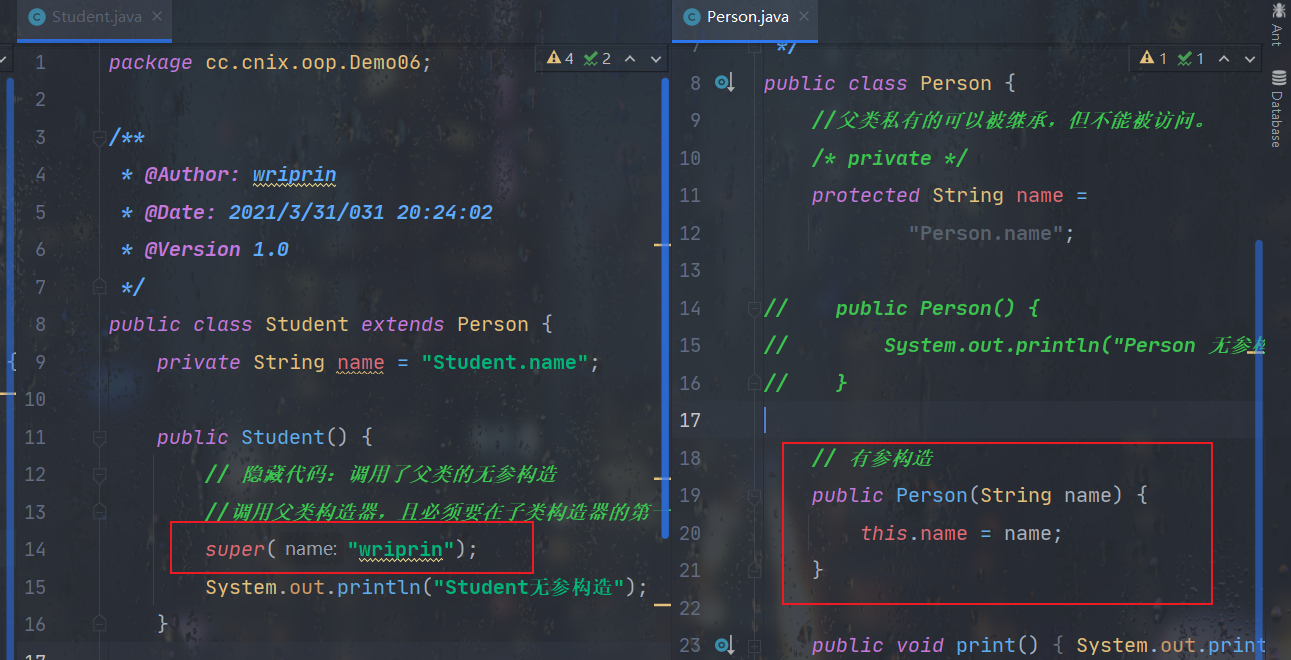 Student.java
4 2
1 package cc.cnix.oop.Demo06;
2
3 /**
4 * @Author: wriprin
5 * @Date: 2021/3/31/031 20:24:02
6 * @Version 1.0
7 */
8 public class Student extends Person {
9 private String name = "Student.name";
10
11 public Student() {
12 // 隐藏代码：调用了父类的无参构造
13 //调用父类构造器，且必须要在子类构造器的第一
14 super( name: "wriprin");
15 System.out.println("Student无参构造");
16 }
17
Person.java
1 1
7 */
8 public class Person {
9 //父类私有的可以被继承，但不能被访问。
10 /* private */
11 protected String name =
12 "Person.name";
13
14 // public Person() {
15 // System.out.println("Person 无参构
16 // }
17
18 // 有参构造
19 public Person(String name) {
20 this.name = name;
21 }
22
23 public void print() { System.out.print
Ant
Database